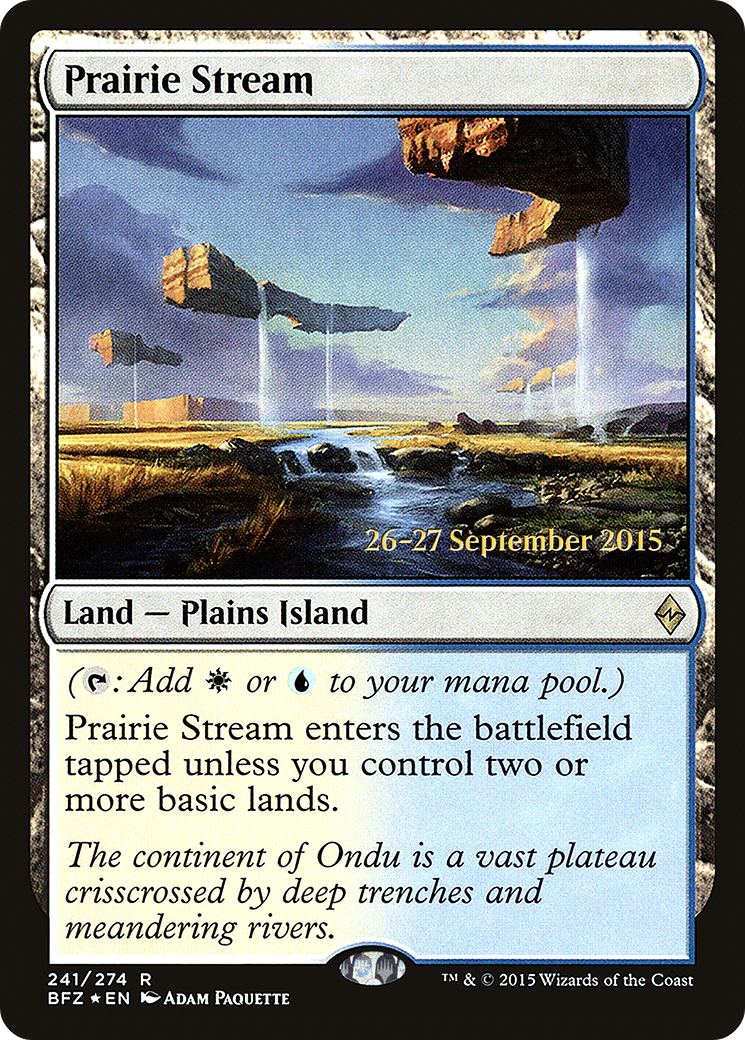 Prairie Stream
26–27 September 2015
Land — Plains Island
(: Add or to your mana pool.)
Prairie Stream enters the battlefield
tapped unless you control two or
more basic lands.
The continent of Ondu is a vast plateau
crisscrossed by deep trenches and
meandering rivers.
241/274 R
BFZ ★ EN Adam Paquette
™ & © 2015 Wizards of the Coast